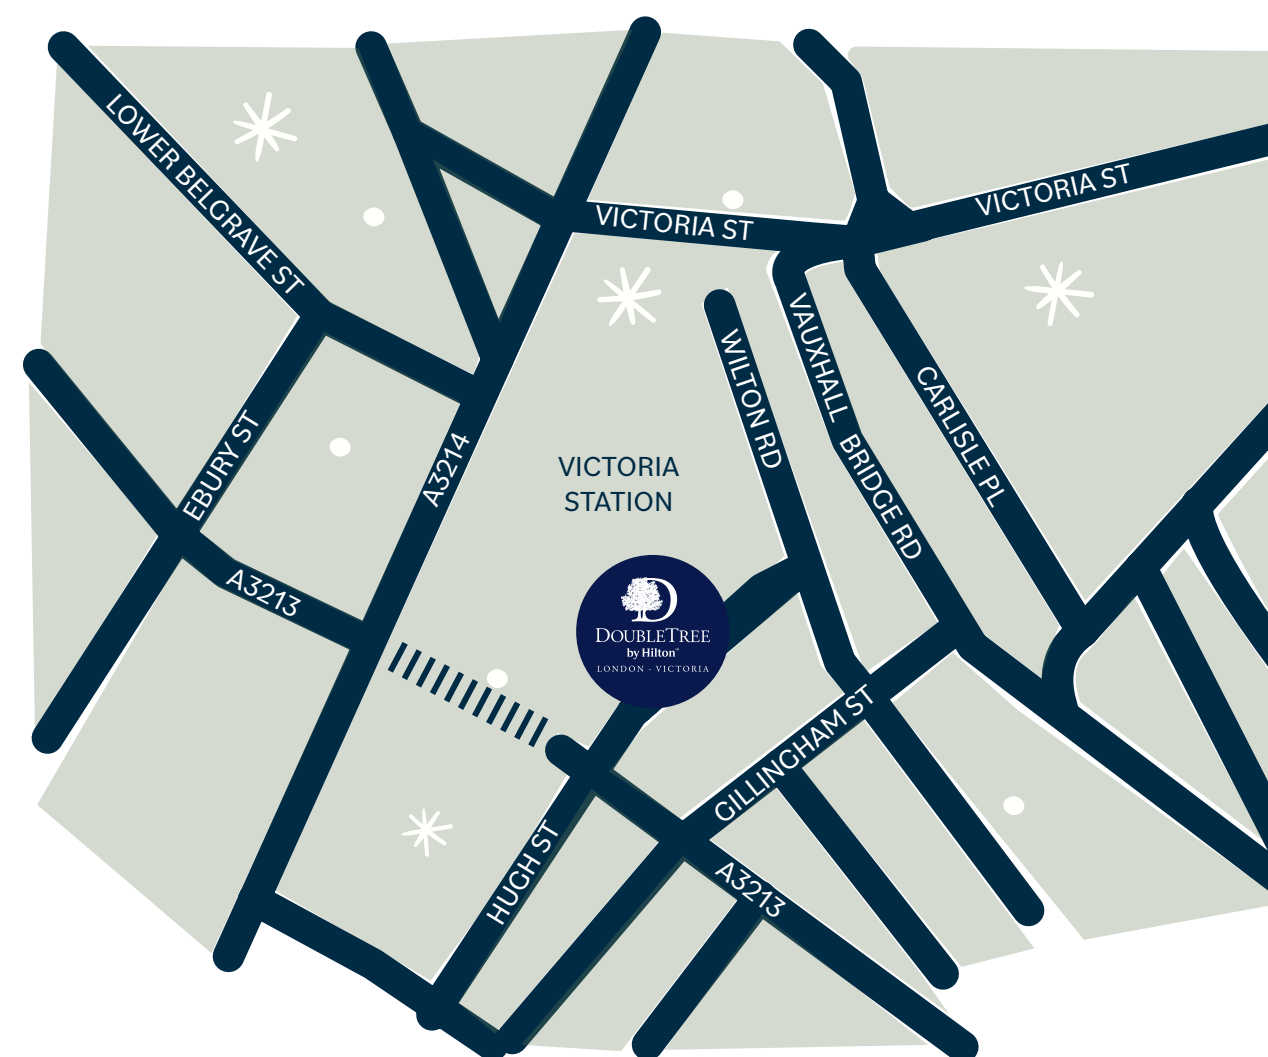 LOWER BELGRAVE ST
VICTORIA ST
VICTORIA ST
WILTON RD
VAUXHALL BRIDGE RD
CARLISLE PL
EBURY ST
A3214
VICTORIA
STATION
A3213
D
DOUBLETREE
by Hilton™
LONDON - VICTORIA
GILLINGHAM ST
HUGH ST
A3213